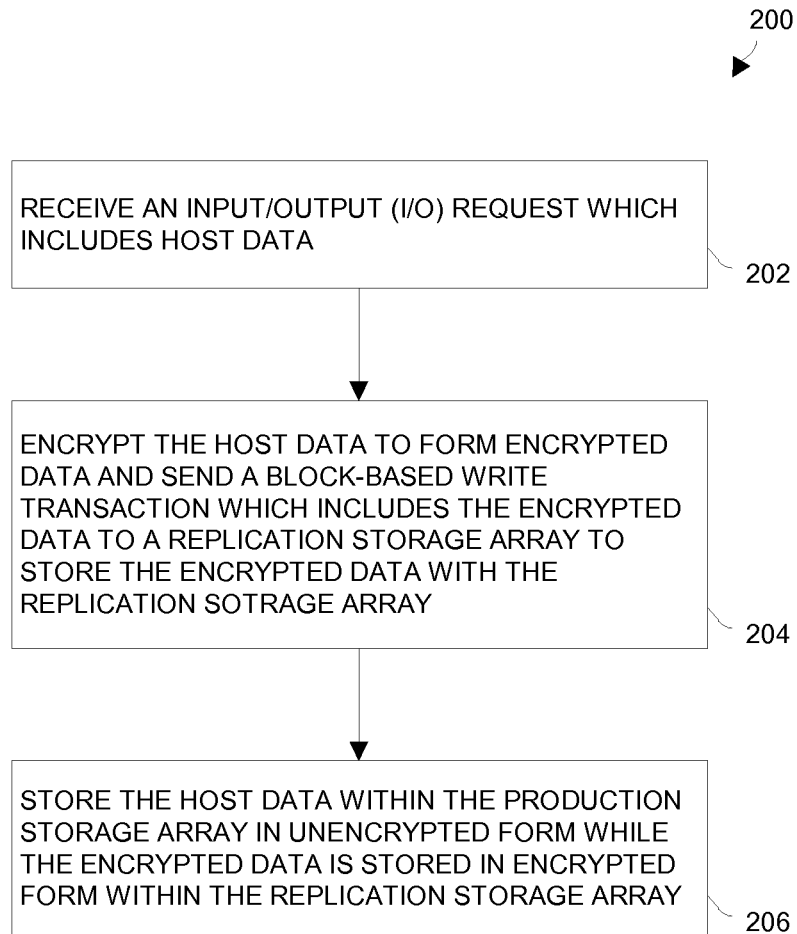 200
RECEIVE AN INPUT/OUTPUT (I/O) REQUEST WHICH
INCLUDES HOST DATA
202
ENCRYPT THE HOST DATA TO FORM ENCRYPTED
DATA AND SEND A BLOCK-BASED WRITE
TRANSACTION WHICH INCLUDES THE ENCRYPTED
DATA TO A REPLICATION STORAGE ARRAY TO
STORE THE ENCRYPTED DATA WITH THE
REPLICATION SOTRAGE ARRAY
204
STORE THE HOST DATA WITHIN THE PRODUCTION
STORAGE ARRAY IN UNENCRYPTED FORM WHILE
THE ENCRYPTED DATA IS STORED IN ENCRYPTED
FORM WITHIN THE REPLICATION STORAGE ARRAY
206